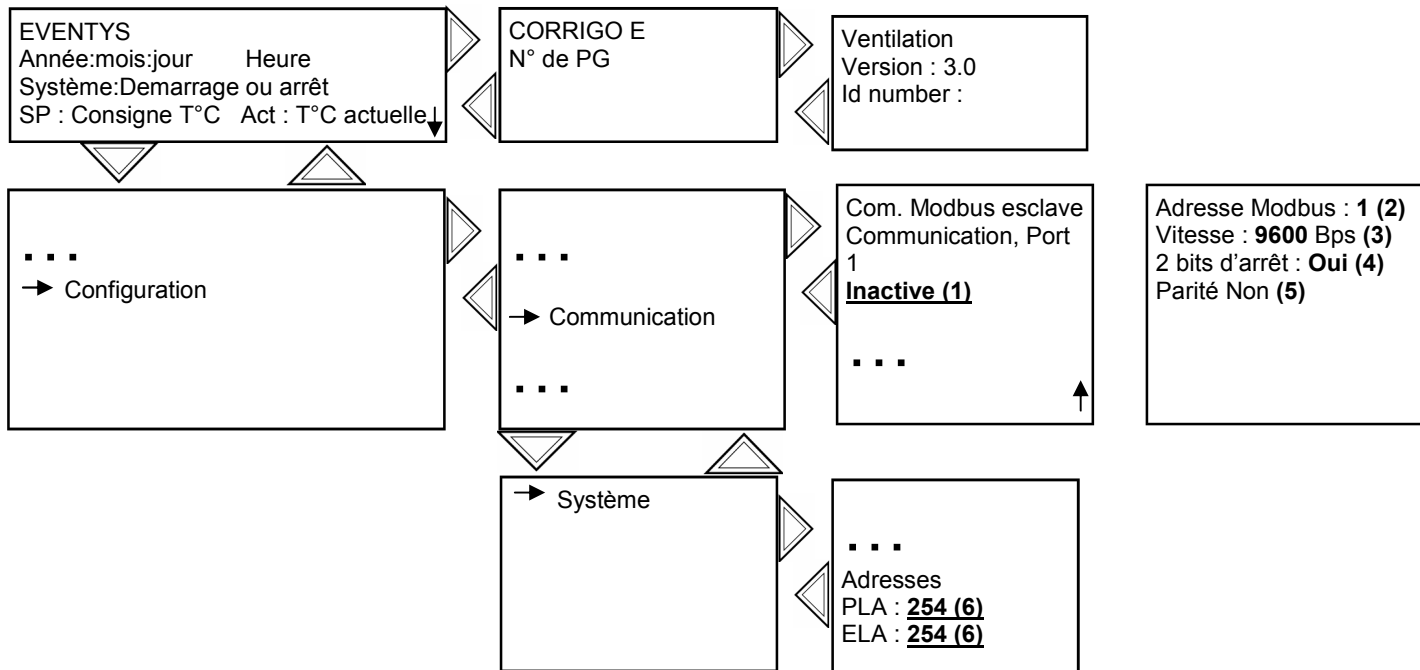 EVENTYS
Année:mois:jour Heure
Système:Demarrage ou arrêt
SP : Consigne T°C Act : T°C actuelle
CORRIGO E
N° de PG
Ventilation
Version : 3.0
Id number :
...
Configuration
...
Communication
...
Com. Modbus esclave
Communication, Port
1
Inactive (1)
...
Adresse Modbus : 1 (2)
Vitesse : 9600 Bps (3)
2 bits d'arrêt : Oui (4)
Parité Non (5)
Système
...
Adresses
PLA : 254 (6)
ELA : 254 (6)